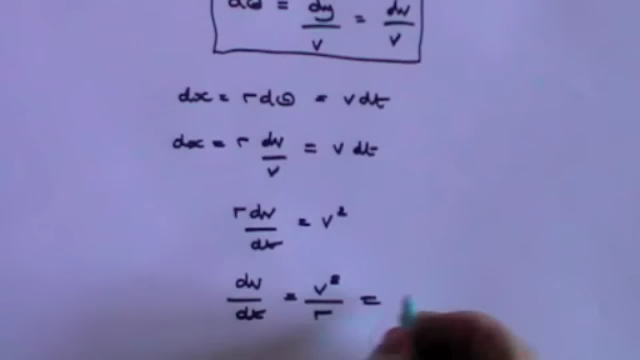 dΘ = dy/v = dv/v
dx = r dΘ = v dt
dx = r dv/v = v dt
r dv/dt = v²
dv/dt = v²/r =